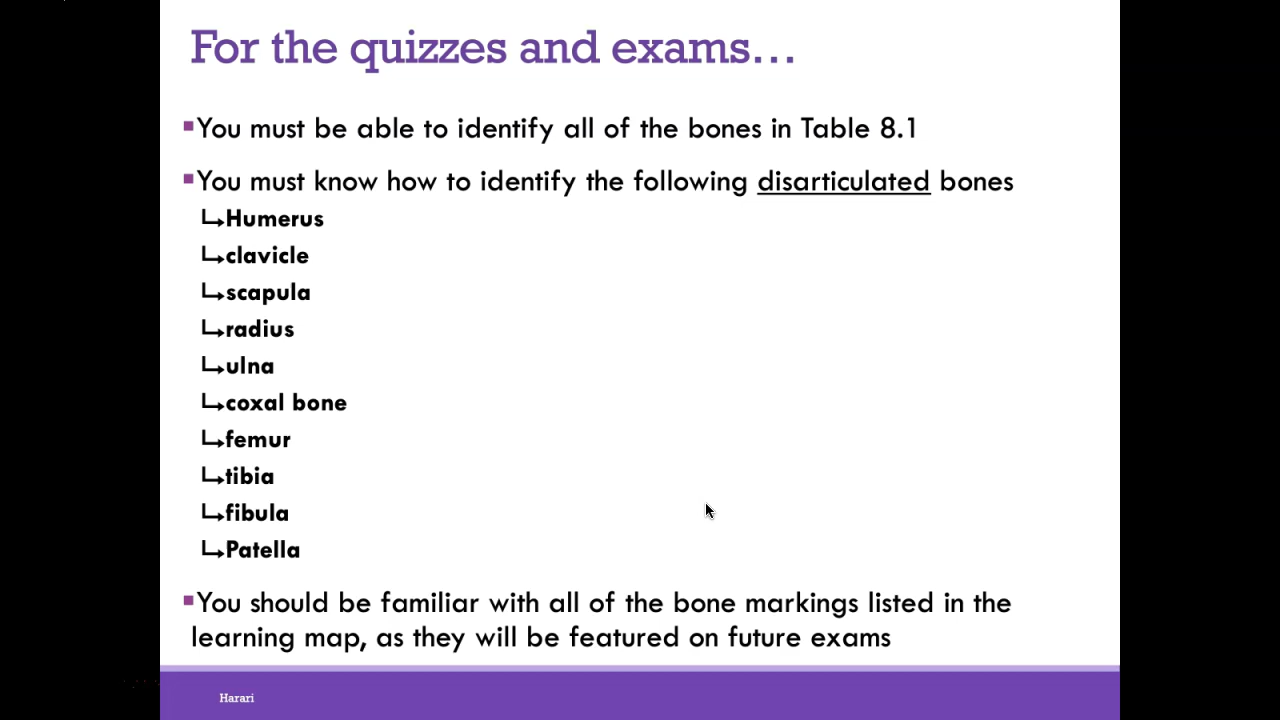 For the quizzes and exams...
▪You must be able to identify all of the bones in Table 8.1
▪You must know how to identify the following disarticulated bones
↳Humerus
↳clavicle
↳scapula
↳radius
↳ulna
↳coxal bone
↳femur
↳tibia
↳fibula
↳Patella
▪You should be familiar with all of the bone markings listed in the
learning map, as they will be featured on future exams
Harari